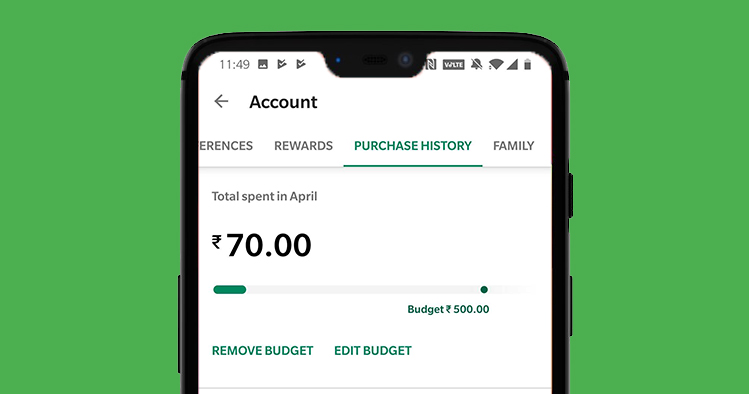 11:49 VoLTE
Account
ERENCES REWARDS PURCHASE HISTORY FAMILY
Total spent in April
₹ 70.00
Budget ₹ 500.00
REMOVE BUDGET EDIT BUDGET